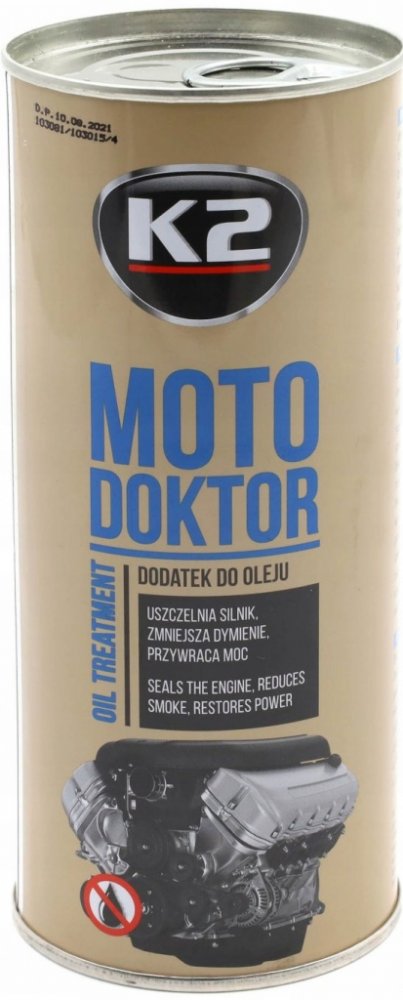 D.P.10.08.2021
103081/103015/4
K2
MOTO
DOKTOR
OIL TREATMENT
DODATEK DO OLEJU
USZCZELNIA SILNIK,
ZMNIEJSZA DYMIENIE,
PRZYWRACA MOC
SEALS THE ENGINE, REDUCES
SMOKE, RESTORES POWER